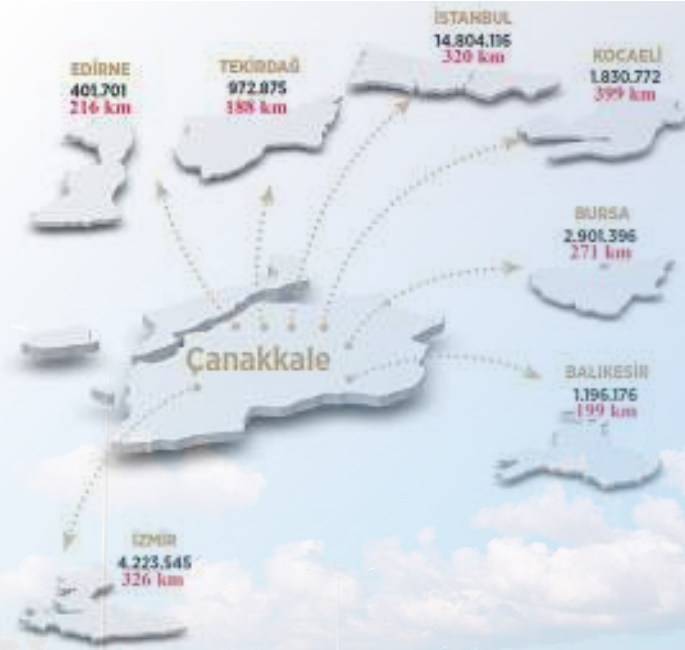 İSTANBUL
14.804.116
320 km
KOCAELİ
1.830.772
399 km
EDİRNE
401.701
216 km
TEKİRDAĞ
972.875
188 km
BURSA
2.901.396
271 km
Çanakkale
BALIKESİR
1.196.176
199 km
İZMİR
4.223.545
326 km